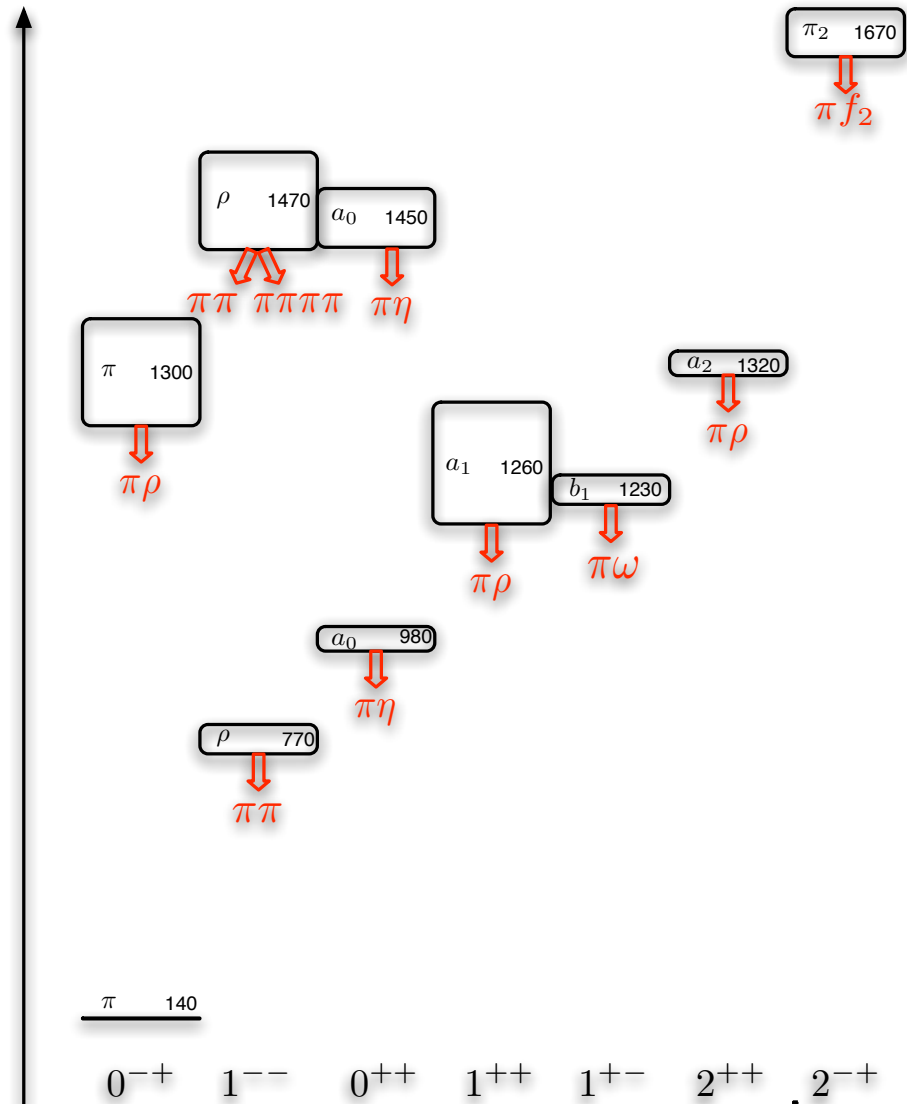 π₂ 1670
πf₂
ρ 1470
a₀ 1450
ππ ππππ πη
π 1300
a₂ 1320
πρ
πρ
a₁ 1260
b₁ 1230
πρ
πω
a₀ 980
πη
ρ 770
ππ
π 140
0⁻⁺ 1⁻⁻ 0⁺⁺ 1⁺⁺ 1⁺⁻ 2⁺⁺ 2⁻⁺